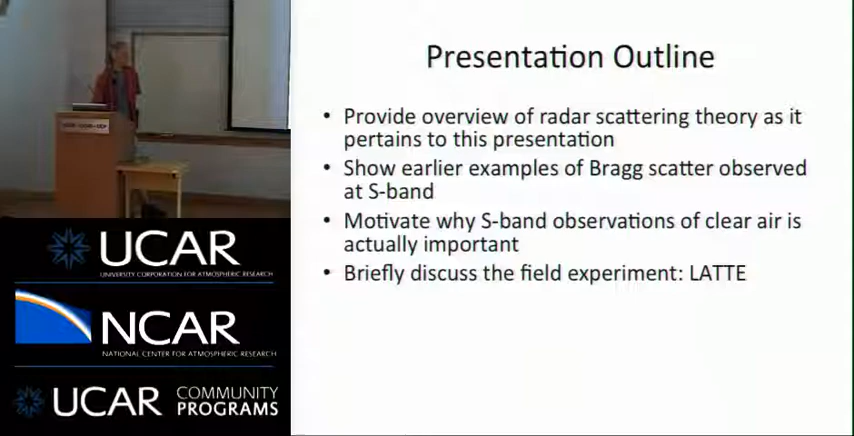 Presentation Outline
• Provide overview of radar scattering theory as it
pertains to this presentation
• Show earlier examples of Bragg scatter observed
at S-band
• Motivate why S-band observations of clear air is
actually important
• Briefly discuss the field experiment: LATTE
UCAR
UNIVERSITY CORPORATION FOR ATMOSPHERIC RESEARCH
NCAR
NATIONAL CENTER FOR ATMOSPHERIC RESEARCH
UCAR COMMUNITY
PROGRAMS